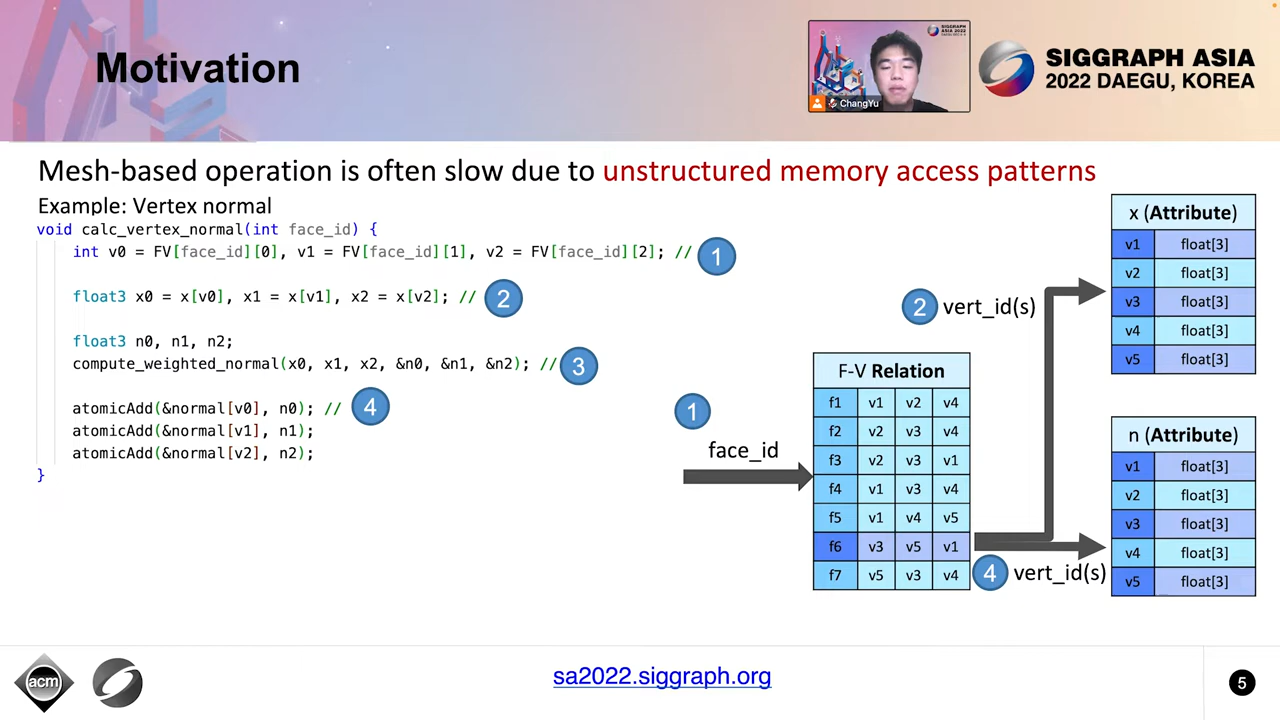 Motivation
SIGGRAPH
ASIA 2022
ChangYu
SIGGRAPH ASIA
2022 DAEGU, KOREA
Mesh-based operation is often slow due to unstructured memory access patterns
Example: Vertex normal
void calc_vertex_normal(int face_id) {
int v0 = FV[face_id][0], v1 = FV[face_id][1], v2 = FV[face_id][2]; // 1
float3 x0 = x[v0], x1 = x[v1], x2 = x[v2]; // 2
float3 n0, n1, n2;
compute_weighted_normal(x0, x1, x2, &n0, &n1, &n2); // 3
atomicAdd(&normal[v0], n0); // 4
atomicAdd(&normal[v1], n1);
atomicAdd(&normal[v2], n2);
}
1
face_id
F-V Relation
f1 v1 v2 v4
f2 v2 v3 v4
f3 v2 v3 v1
f4 v1 v3 v4
f5 v1 v4 v5
f6 v3 v5 v1
f7 v5 v3 v4
2 vert_id(s)
x (Attribute)
v1 float[3]
v2 float[3]
v3 float[3]
v4 float[3]
v5 float[3]
4 vert_id(s)
n (Attribute)
v1 float[3]
v2 float[3]
v3 float[3]
v4 float[3]
v5 float[3]
acm
sa2022.siggraph.org
5